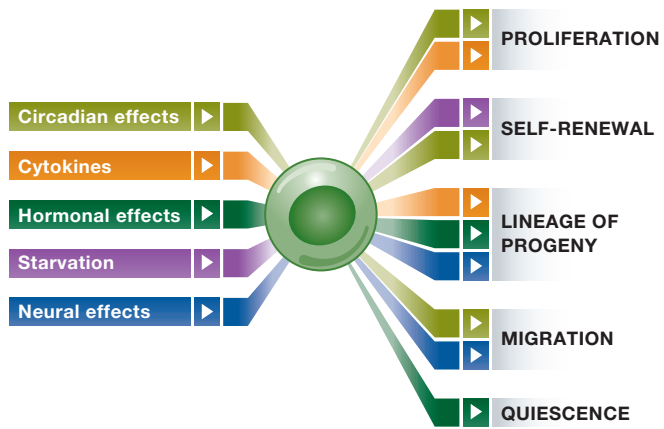 Circadian effects
Cytokines
Hormonal effects
Starvation
Neural effects
PROLIFERATION
SELF-RENEWAL
LINEAGE OF
PROGENY
MIGRATION
QUIESCENCE